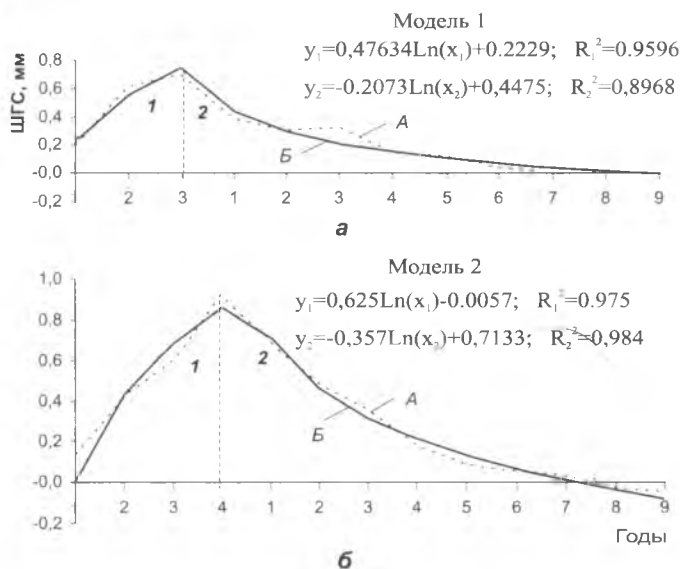 Модель 1
y₁=0,47634Ln(x₁)+0.2229; R₁²=0.9596
y₂=-0.2073Ln(x₂)+0,4475; R₂²=0,8968
ШГС, мм
0,8
0,6
0,4
0,2
-0,0
-0,2
1 2 А Б
2 3 1 2 3 4 5 6 7 8 9
а
Модель 2
y₁=0,625Ln(x₁)-0.0057; R₁²=0.975
y₂=-0,357Ln(x₂)+0,7133; R₂²=0,984
1,0
0,8
0,6
0,4
0,2
-0,0
-0,2
1 2 А Б
2 3 4 1 2 3 4 5 6 7 8 9
Годы
б